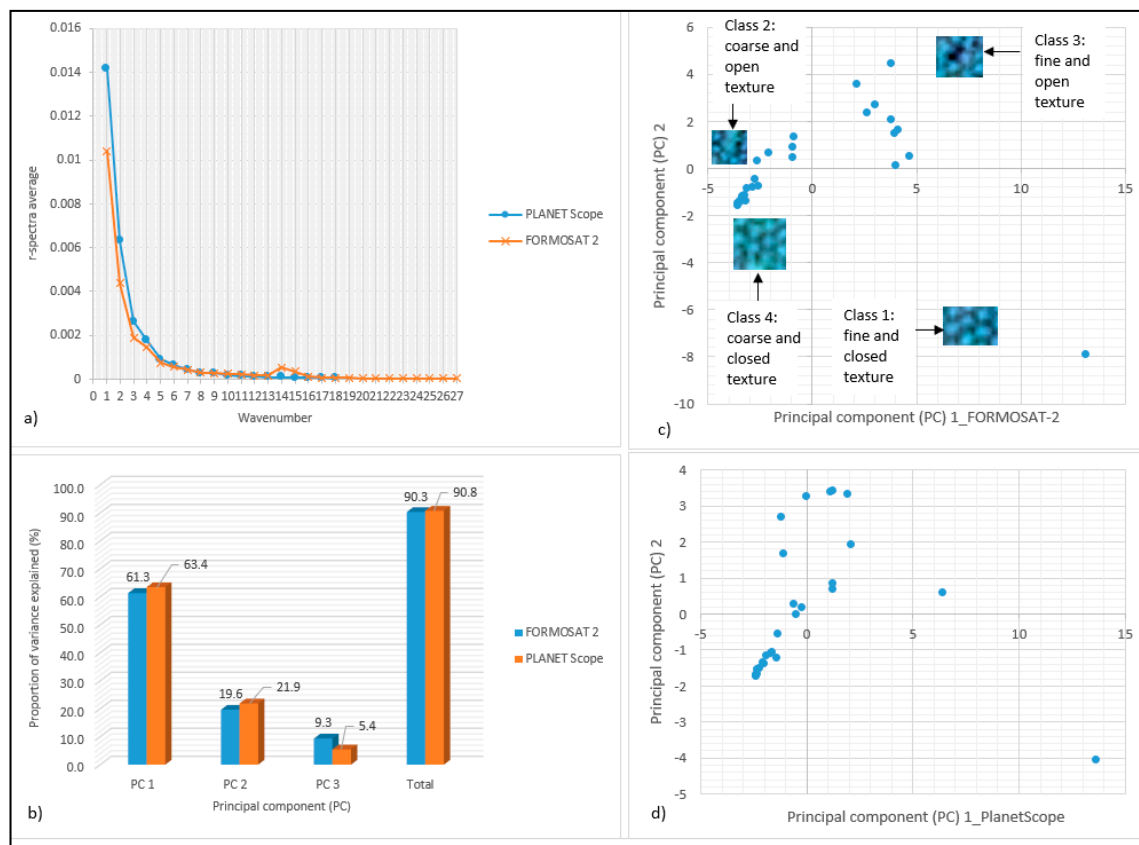 0.016
0.014
0.012
0.01
0.008
0.006
0.004
0.002
0
r-spectra average
0 1 2 3 4 5 6 7 8 9 10 11 12 13 14 15 16 17 18 19 20 21 22 23 24 25 26 27
Wavenumber
PLANET Scope
FORMOSAT 2
a)
100.0
90.0
80.0
70.0
60.0
50.0
40.0
30.0
20.0
10.0
0.0
Proportion of variance explained (%)
61.3
63.4
19.6
21.9
9.3
5.4
90.3
90.8
PC 1
PC 2
PC 3
Total
Principal component (PC)
FORMOSAT 2
PLANET Scope
b)
6
4
2
0
-2
-4
-6
-8
-10
-5
0
5
10
15
Principal component (PC) 2
Class 2:
coarse and
open
texture
Class 3:
fine and
open
texture
Class 4:
coarse and
closed
texture
Class 1:
fine and
closed
texture
Principal component (PC) 1_FORMOSAT-2
c)
4
3
2
1
0
-1
-2
-3
-4
-5
-5
0
5
10
15
Principal component (PC) 2
Principal component (PC) 1_PlanetScope
d)